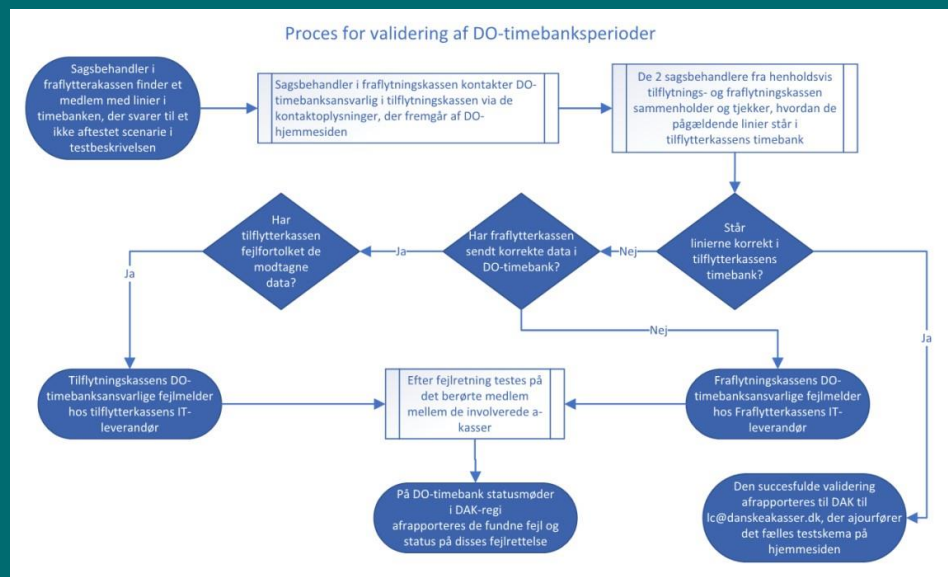 Proces for validering af DO-timebanksperioder
Sagsbehandler i
fraflytterakassen finder et
medlem med linier i
timebanken, der svarer til et
ikke aftestet scenarie i
testbeskrivelsen
Sagsbehandler i fraflytningskassen kontakter DO-
timebanksansvarlig i tilflytningskassen via de
kontaktoplysninger, der fremgår af DO-
hjemmesiden
De 2 sagsbehandlere fra henholdsvis
tilflytnings- og fraflytningskassen
sammenholder og tjekker, hvordan de
pågældende linier står i
tilflytterkassens timebank
Har
tilflytterkassen
fejlfortolket de
modtagne
data?
Ja
Har fraflytterkassen
sendt korrekte data i
DO-timebank?
Nej
Står
linierne korrekt i
tilflytterkassens
timebank?
Ja
Nej
Ja
Tilflytningskassens DO-
timebanksansvarlige fejlmelder
hos tilflytterkassens IT-
leverandør
Efter fejlretning testes på
det berørte medlem
mellem de involverede a-
kasser
Fraflytningskassens DO-
timebanksansvarlige fejlmelder
hos Fraflytterkassens IT-
leverandør
På DO-timebank statusmøder
i DAK-regi
afrapporteres de fundne fejl og
status på disses fejlrettelse
Den succesfulde validering
afrapporteres til DAK til
lc@danskeakasser.dk, der ajourfører
det fælles testskema på
hjemmesiden